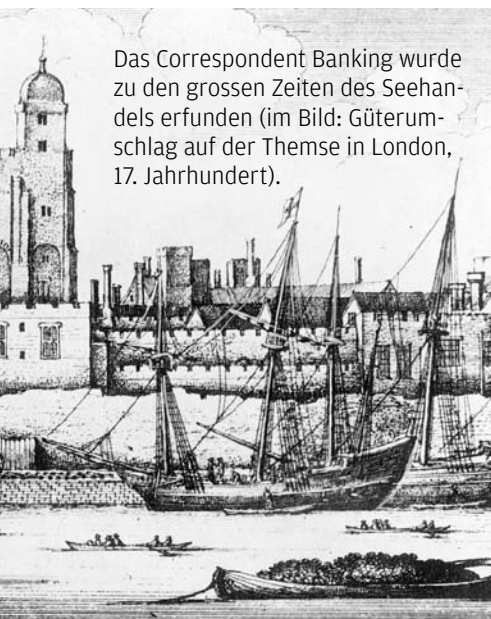 Das Correspondent Banking wurde
zu den grossen Zeiten des Seehan-
dels erfunden (im Bild: Güterum-
schlag auf der Themse in London,
17. Jahrhundert).